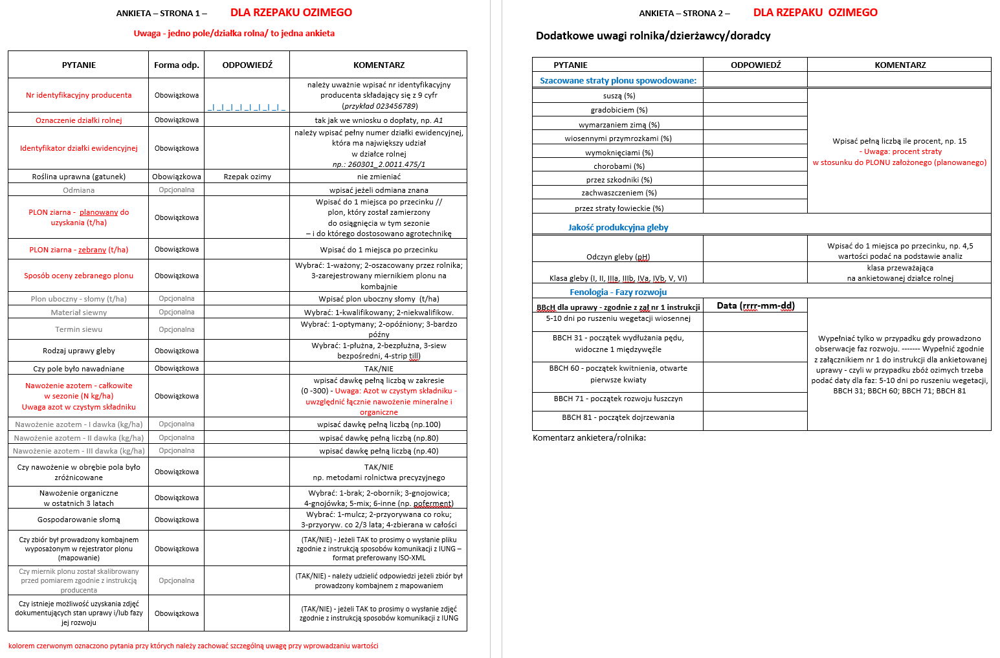 ANKIETA – STRONA 1 – DLA RZEPAKU OZIMEGO
Uwaga - jedno pole/działka rolna/ to jedna ankieta
PYTANIE Forma odp. ODPOWIEDŹ KOMENTARZ
Nr identyfikacyjny producenta Obowiązkowa _|_|_|_|_|_|_|_|_ należy uważnie wpisać nr identyfikacyjny
producenta składający się z 9 cyfr
(przykład 023456789)
Oznaczenie działki rolnej Obowiązkowa tak jak we wniosku o dopłaty, np. A1
Identyfikator działki ewidencyjnej Obowiązkowa należy wpisać pełny numer działki ewidencyjnej,
która ma największy udział
w działce rolnej
np.: 260301_2.0011.475/1
Roślina uprawna (gatunek) Obowiązkowa Rzepak ozimy nie zmieniać
Odmiana Opcjonalna wpisać jeżeli odmiana znana
PLON ziarna - planowany do
uzyskania (t/ha)
Obowiązkowa
Wpisać do 1 miejsca po przecinku //
plon, który został zamierzony
do osiągnięcia w tym sezonie
– i do którego dostosowano agrotechnikę
PLON ziarna - zebrany (t/ha) Obowiązkowa Wpisać do 1 miejsca po przecinku
Sposób oceny zebranego plonu Obowiązkowa Wybrać: 1-ważony; 2-oszacowany przez rolnika;
3-zarejestrowany miernikiem plonu na
kombajnie
Plon uboczny - słomy (t/ha) Opcjonalna Wpisać plon uboczny słomy (t/ha)
Materiał siewny Opcjonalna Wybrać: 1-kwalifikowany; 2-niekwalifikow.
Termin siewu Opcjonalna Wybrać: 1-optymany; 2-opóźniony; 3-bardzo
późny
Rodzaj uprawy gleby Obowiązkowa Wybrać: 1-płużna, 2-bezpłużna, 3-siew
bezpośredni, 4-strip till)
Czy pole było nawadniane Obowiązkowa TAK/NIE
Nawożenie azotem - całkowite
w sezonie (N kg/ha)
Uwaga azot w czystym składniku
Obowiązkowa
wpisać dawkę pełną liczbą w zakresie
(0 -300) - Uwaga: Azot w czystym składniku -
uwzględnić łącznie nawożenie mineralne i
organiczne
Nawożenie azotem - I dawka (kg/ha) Opcjonalna wpisać dawkę pełną liczbą (np.100)
Nawożenie azotem - II dawka (kg/ha) Opcjonalna wpisać dawkę pełną liczbą (np.80)
Nawożenie azotem - III dawka (kg/ha) Opcjonalna wpisać dawkę pełną liczbą (np.40)
Czy nawożenie w obrębie pola było
zróżnicowane
Obowiązkowa
TAK/NIE
np. metodami rolnictwa precyzyjnego
Nawożenie organiczne
w ostatnich 3 latach
Obowiązkowa
Wybrać: 1-brak; 2-obornik; 3-gnojowica;
4-gnojówka; 5-mix; 6-inne (np. poferment)
Gospodarowanie słomą Obowiązkowa Wybrać: 1-mulcz; 2-przyorywana co roku;
3-przyoryw. co 2/3 lata; 4-zbierana w całości
Czy zbiór był prowadzony kombajnem
wyposażonym w rejestrator plonu
(mapowanie)
Obowiązkowa
(TAK/NIE) - Jeżeli TAK to prosimy o wysłanie pliku
zgodnie z instrukcją sposobów komunikacji z IUNG –
format preferowany ISO-XML
Czy miernik plonu został skalibrowany
przed pomiarem zgodnie z instrukcją
producenta
Opcjonalna
(TAK/NIE) - należy udzielić odpowiedzi jeżeli zbiór był
prowadzony kombajnem z mapowaniem
Czy istnieje możliwość uzyskania zdjęć
dokumentujących stan uprawy i/lub fazy
jej rozwoju
Obowiązkowa
(TAK/NIE) - jeżeli TAK to prosimy o wysłanie zdjęć
zgodnie z instrukcją sposobów komunikacji z IUNG
kolorem czerwonym oznaczono pytania przy których należy zachować szczególną uwagę przy wprowadzaniu wartości
ANKIETA – STRONA 2 – DLA RZEPAKU OZIMEGO
Dodatkowe uwagi rolnika/dzierżawcy/doradcy
PYTANIE ODPOWIEDŹ KOMENTARZ
Szacowane straty plonu spowodowane:
suszą (%)
gradobiciem (%)
wymarzaniem zimą (%)
wiosennymi przymrozkami (%)
wymoknięciami (%)
chorobami (%)
przez szkodniki (%)
zachwaszczeniem (%)
przez straty łowieckie (%)
Wpisać pełną liczbą ile procent, np. 15
- Uwaga: procent straty
w stosunku do PLONU założonego (planowanego)
Jakość produkcyjna gleby
Odczyn gleby (pH) Wpisać do 1 miejsca po przecinku, np. 4,5
wartości podać na podstawie analiz
Klasa gleby (I, II, IIIa, IIIb, IVa, IVb, V, VI) klasa przeważająca
na ankietowanej działce rolnej
Fenologia - Fazy rozwoju
BBcH dla uprawy - zgodnie z zał nr 1 instrukcji Data (rrrr-mm-dd)
5-10 dni po ruszeniu wegetacji wiosennej
BBCH 31 - początek wydłużania pędu,
widoczne 1 międzywęźle
BBCH 60 - początek kwitnienia, otwarte
pierwsze kwiaty
BBCH 71 - początek rozwoju łuszczyn
BBCH 81 - początek dojrzewania
Wypełniać tylko w przypadku gdy prowadzono
obserwacje faz rozwoju. ------- Wypełnić zgodnie
z załącznikiem nr 1 do instrukcji dla ankietowanej
uprawy - czyli w przypadku zbóż ozimych trzeba
podać daty dla faz: 5-10 dni po ruszeniu wegetacji,
BBCH 31; BBCH 60; BBCH 71; BBCH 81
Komentarz ankietera/rolnika: